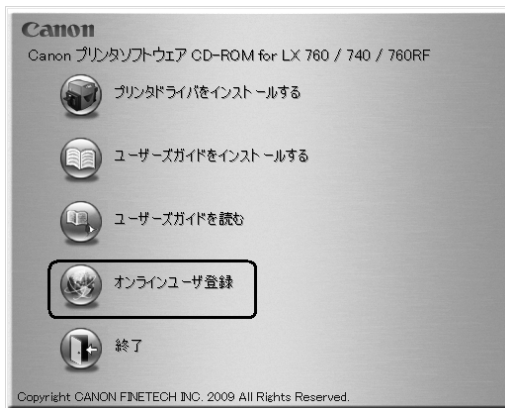 Canon
Canon プリンタソフトウェア CD-ROM for LX 760 / 740 / 760RF
プリンタドライバをインストールする
ユーザーズガイドをインストールする
ユーザーズガイドを読む
オンラインユーザ登録
終了
Copyright CANON FINETECH INC. 2009 All Rights Reserved.